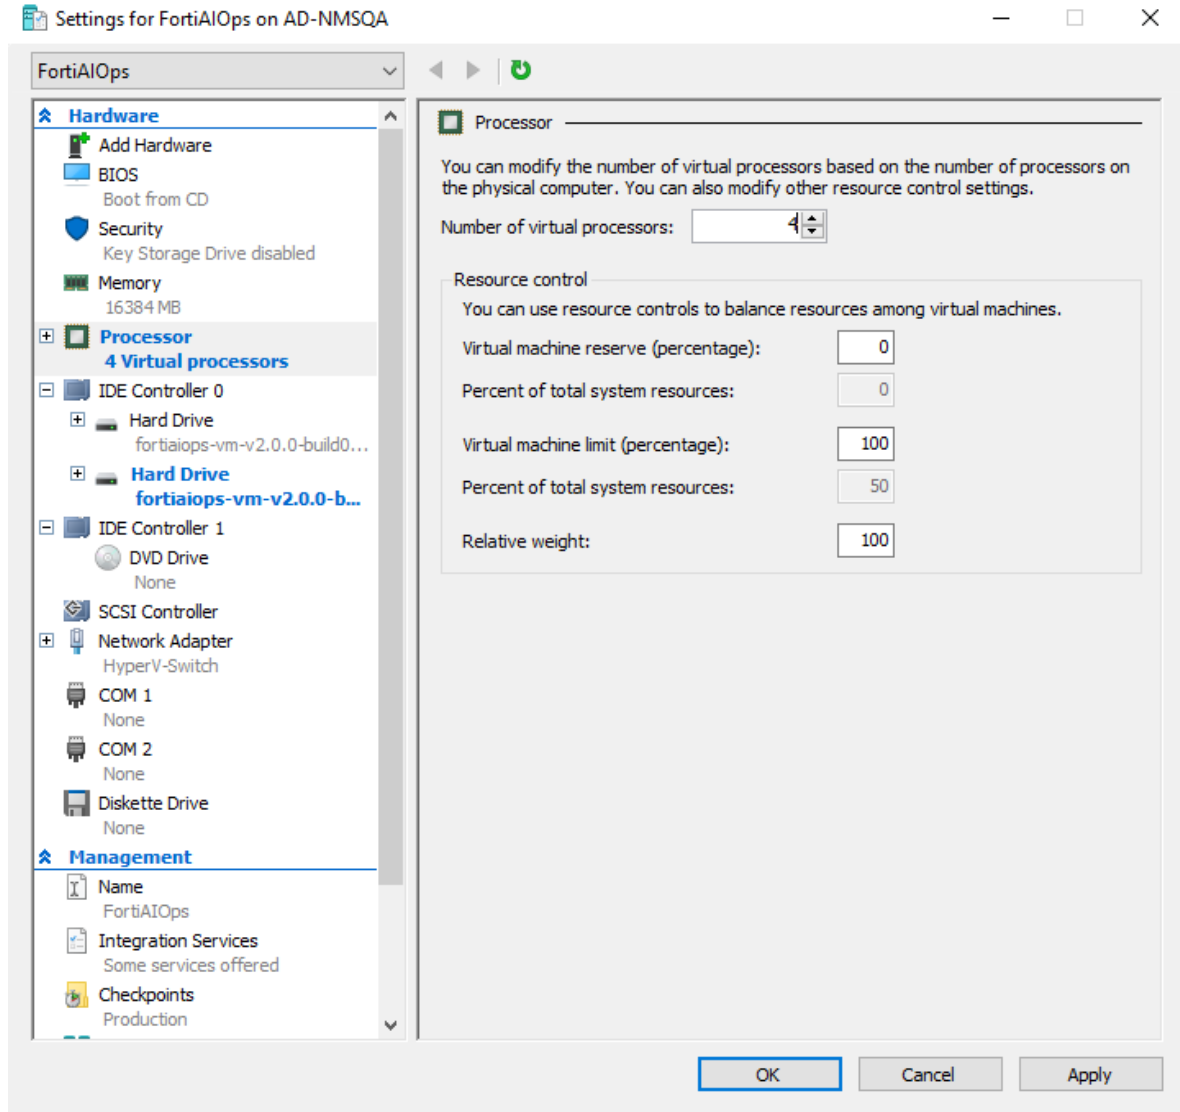 Settings for FortiAIOps on AD-NMSQA
FortiAIOps
Hardware
Add Hardware
BIOS
Boot from CD
Security
Key Storage Drive disabled
Memory
16384 MB
Processor
4 Virtual processors
IDE Controller 0
Hard Drive
fortiaiops-vm-v2.0.0-build0...
Hard Drive
fortiaiops-vm-v2.0.0-b...
IDE Controller 1
DVD Drive
None
SCSI Controller
Network Adapter
HyperV-Switch
COM 1
None
COM 2
None
Diskette Drive
None
Management
Name
FortiAIOps
Integration Services
Some services offered
Checkpoints
Production
Processor
You can modify the number of virtual processors based on the number of processors on
the physical computer. You can also modify other resource control settings.
Number of virtual processors: 4
Resource control
You can use resource controls to balance resources among virtual machines.
Virtual machine reserve (percentage): 0
Percent of total system resources: 0
Virtual machine limit (percentage): 100
Percent of total system resources: 50
Relative weight: 100
OK Cancel Apply